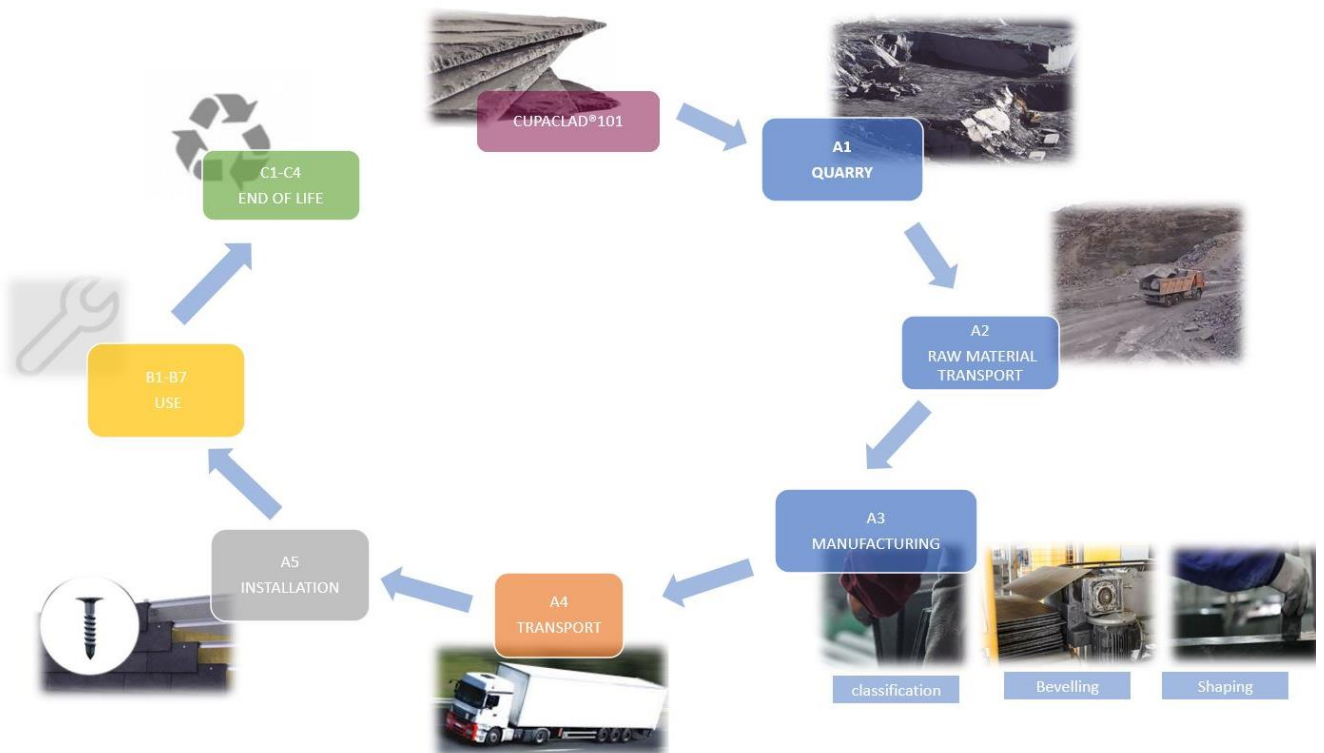 CUPACLAD®101
A1
QUARRY
A2
RAW MATERIAL
TRANSPORT
A3
MANUFACTURING
classification
Bevelling
Shaping
A4
TRANSPORT
A5
INSTALLATION
B1-B7
USE
C1-C4
END OF LIFE